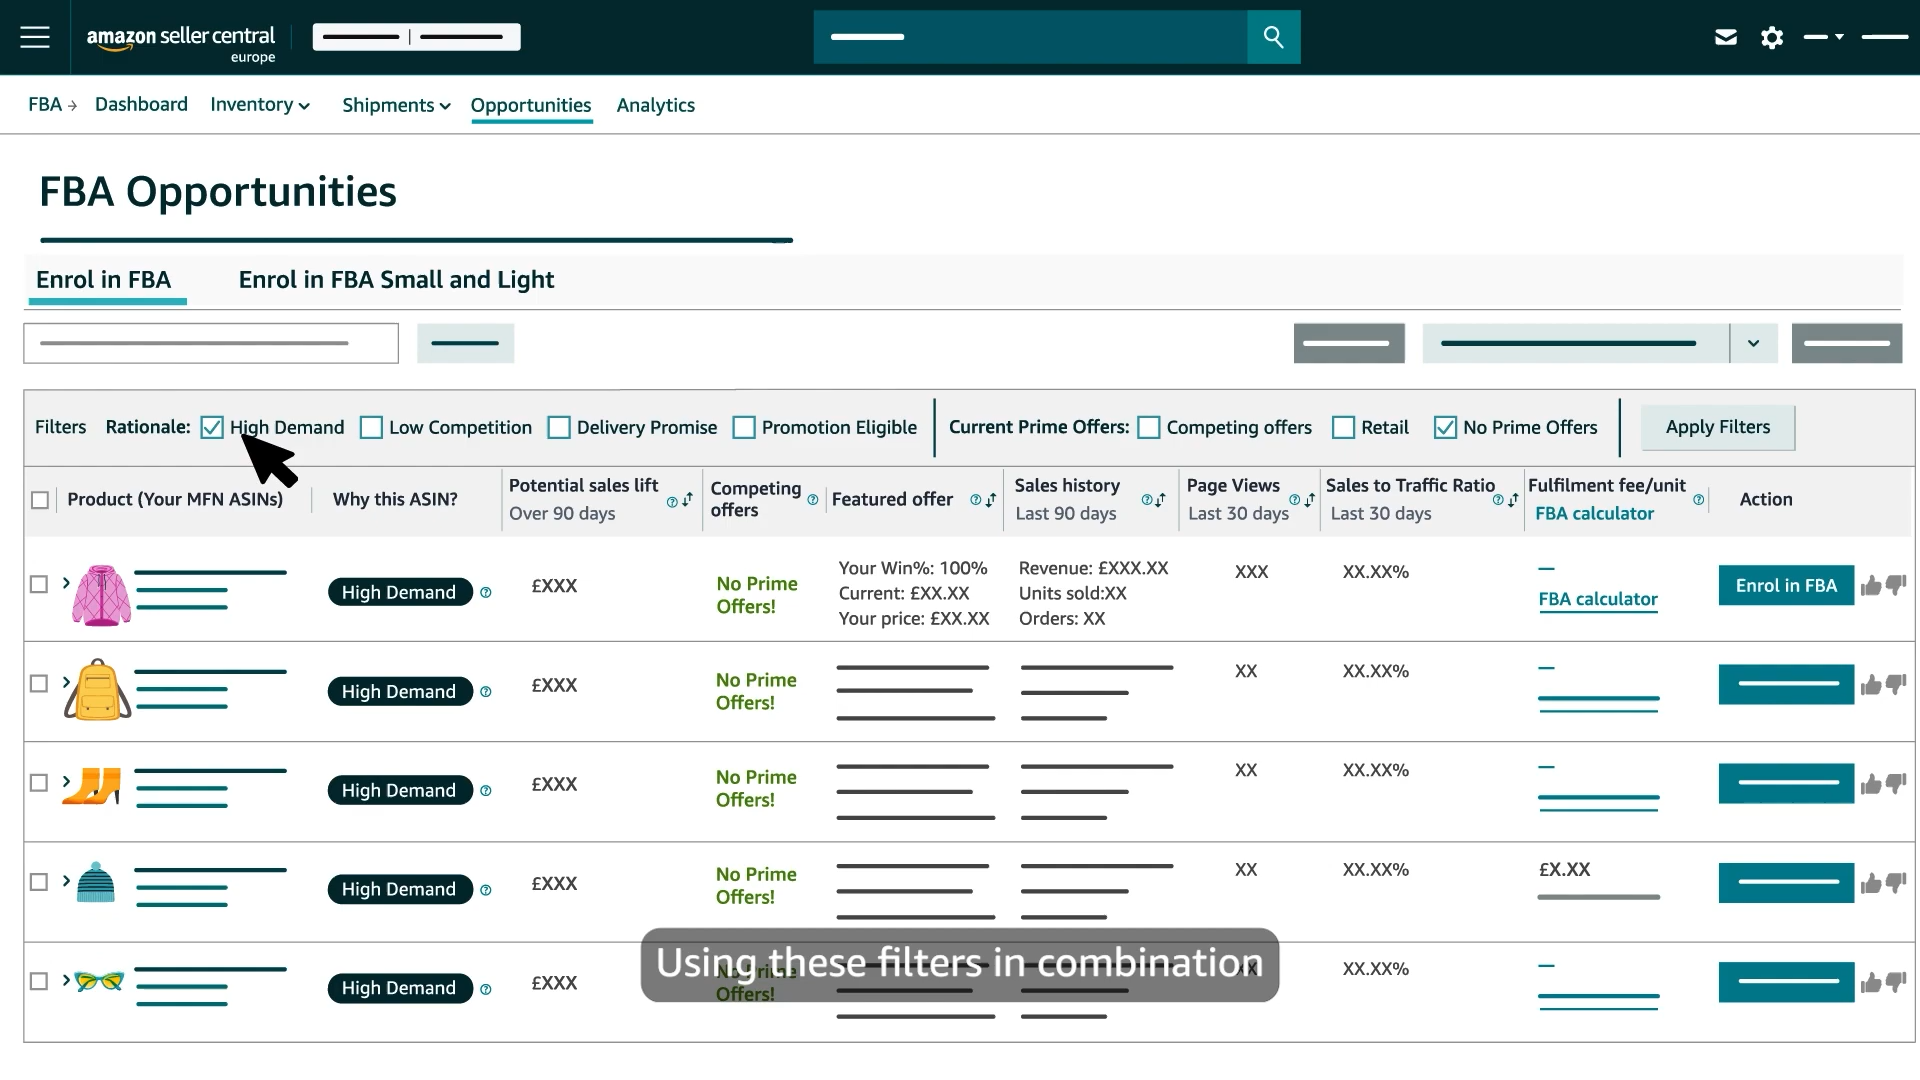 amazon seller central
europe
FBA → Dashboard Inventory Shipments Opportunities Analytics
FBA Opportunities
Enrol in FBA Enrol in FBA Small and Light
Filters Rationale: High Demand Low Competition Delivery Promise Promotion Eligible Current Prime Offers: Competing offers Retail No Prime Offers Apply Filters
Product (Your MFN ASINs) Why this ASIN? Potential sales lift Competing offers Featured offer Sales history Page Views Sales to Traffic Ratio Fulfilment fee/unit Action
Over 90 days Last 90 days Last 30 days Last 30 days FBA calculator
High Demand £XXX No Prime Offers! Your Win%: 100% Revenue: £XXX.XX XXX XX.XX% – Enrol in FBA
Current: £XX.XX Units sold:XX FBA calculator
Your price: £XX.XX Orders: XX
High Demand £XXX No Prime Offers! XX XX.XX% –
High Demand £XXX No Prime Offers! XX XX.XX% –
High Demand £XXX No Prime Offers! XX XX.XX% £X.XX
High Demand £XXX No Prime Offers! XX XX.XX% –
Using these filters in combination